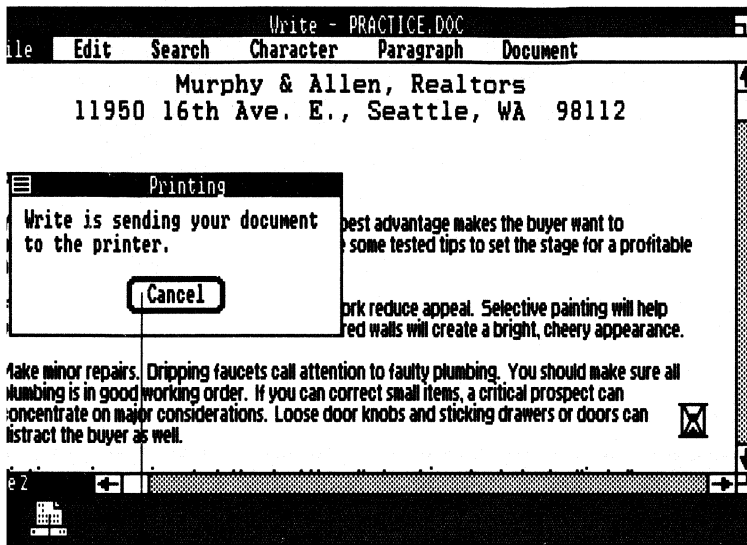 Write - PRACTICE.DOC
ile Edit Search Character Paragraph Document
Murphy & Allen, Realtors
11950 16th Ave. E., Seattle, WA 98112
Printing
Write is sending your document
to the printer.
Cancel
best advantage makes the buyer want to
some tested tips to set the stage for a profitable
ork reduce appeal. Selective painting will help
red walls will create a bright, cheery appearance.
Make minor repairs. Dripping faucets call attention to faulty plumbing. You should make sure all
plumbing is in good working order. If you can correct small items, a critical prospect can
concentrate on major considerations. Loose door knobs and sticking drawers or doors can
distract the buyer as well.
e 2